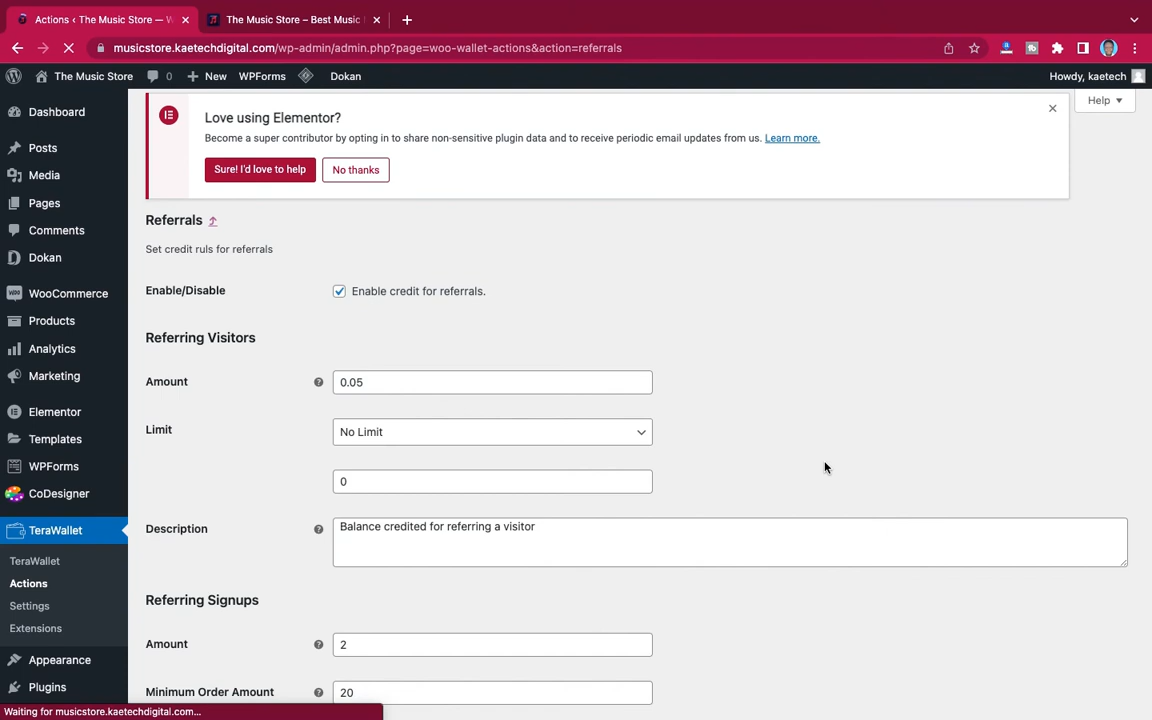 Actions ‹ The Music Store — W
The Music Store – Best Music
musicstore.kaetechdigital.com/wp-admin/admin.php?page=woo-wallet-actions&action=referrals
The Music Store
0
New
WPForms
Dokan
Howdy, kaetech
Help
Dashboard
Posts
Media
Pages
Comments
Dokan
WooCommerce
Products
Analytics
Marketing
Elementor
Templates
WPForms
CoDesigner
TeraWallet
TeraWallet
Actions
Settings
Extensions
Appearance
Plugins
Love using Elementor?
Become a super contributor by opting in to share non-sensitive plugin data and to receive periodic email updates from us. Learn more.
Sure! I'd love to help
No thanks
Referrals
Set credit ruls for referrals
Enable/Disable
Enable credit for referrals.
Referring Visitors
Amount
0.05
Limit
No Limit
0
Description
Balance credited for referring a visitor
Referring Signups
Amount
2
Minimum Order Amount
20
Waiting for musicstore.kaetechdigital.com...